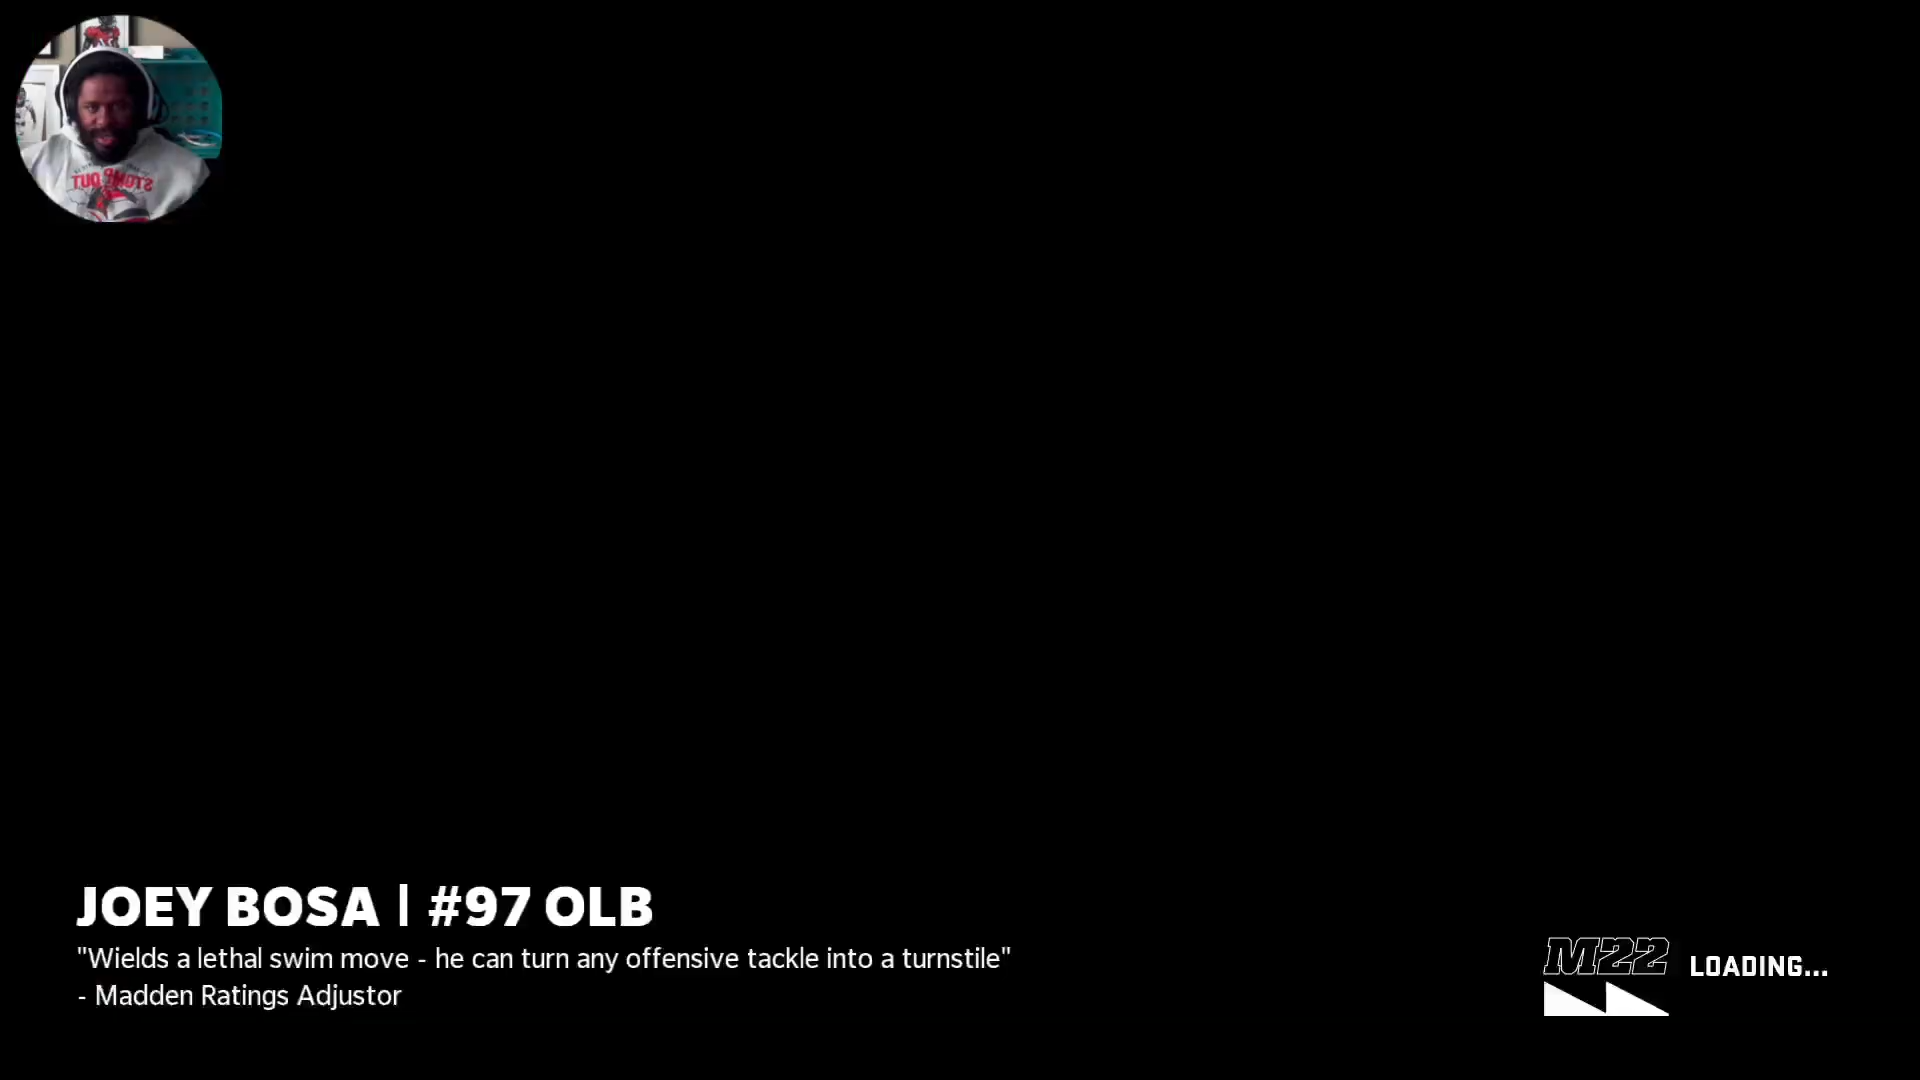 JOEY BOSA | #97 OLB
"Wields a lethal swim move - he can turn any offensive tackle into a turnstile"
- Madden Ratings Adjustor
M22
LOADING...